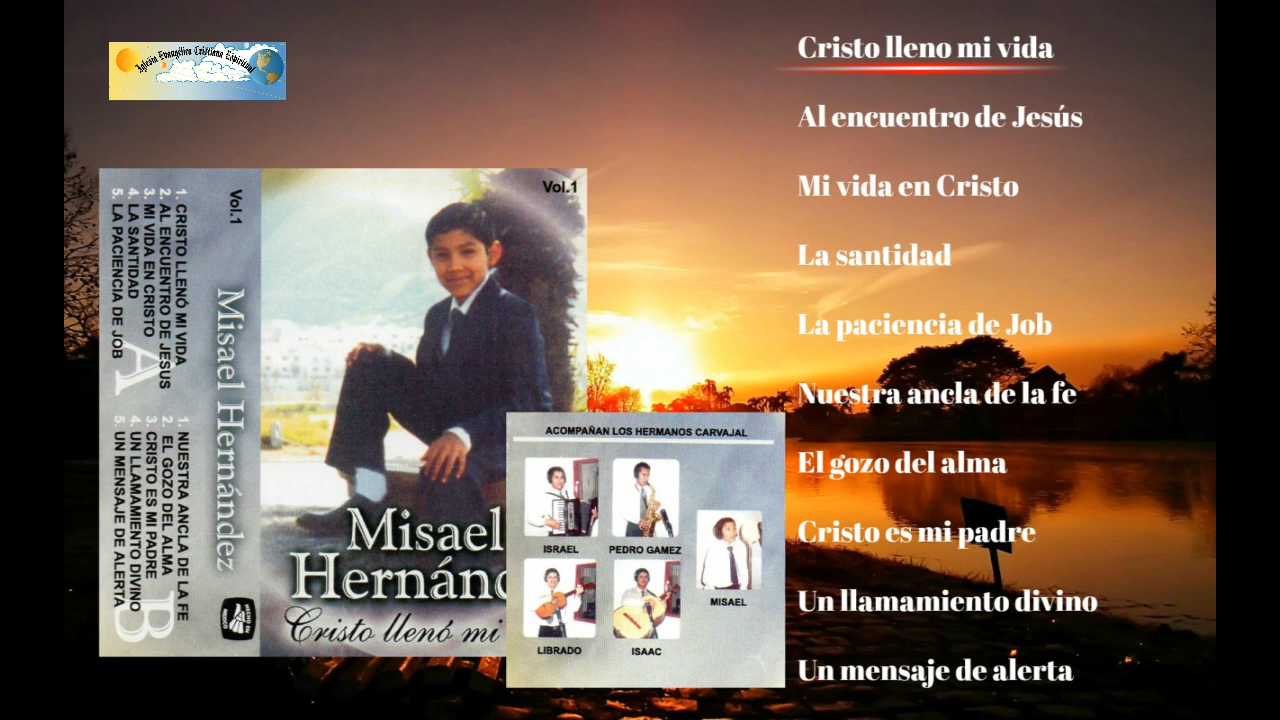 Iglesia Evangélica Cristiana Espiritual
Vol.1
Misael Hernández
1. CRISTO LLENÓ MI VIDA
2. AL ENCUENTRO DE JESUS
3. MI VIDA EN CRISTO
4. LA SANTIDAD
5. LA PACIENCIA DE JOB
A
1. NUESTRA ANCLA DE LA FE
2. EL GOZO DEL ALMA
3. CRISTO ES MI PADRE
4. UN LLAMAMIENTO DIVINO
5. UN MENSAJE DE ALERTA
B
Vol.1
Misael
Hernánd
Cristo llenó mi
ACOMPAÑAN LOS HERMANOS CARVAJAL
ISRAEL
PEDRO GAMEZ
MISAEL
LIBRADO
ISAAC
Cristo lleno mi vida
Al encuentro de Jesús
Mi vida en Cristo
La santidad
La paciencia de Job
Nuestra ancla de la fe
El gozo del alma
Cristo es mi padre
Un llamamiento divino
Un mensaje de alerta